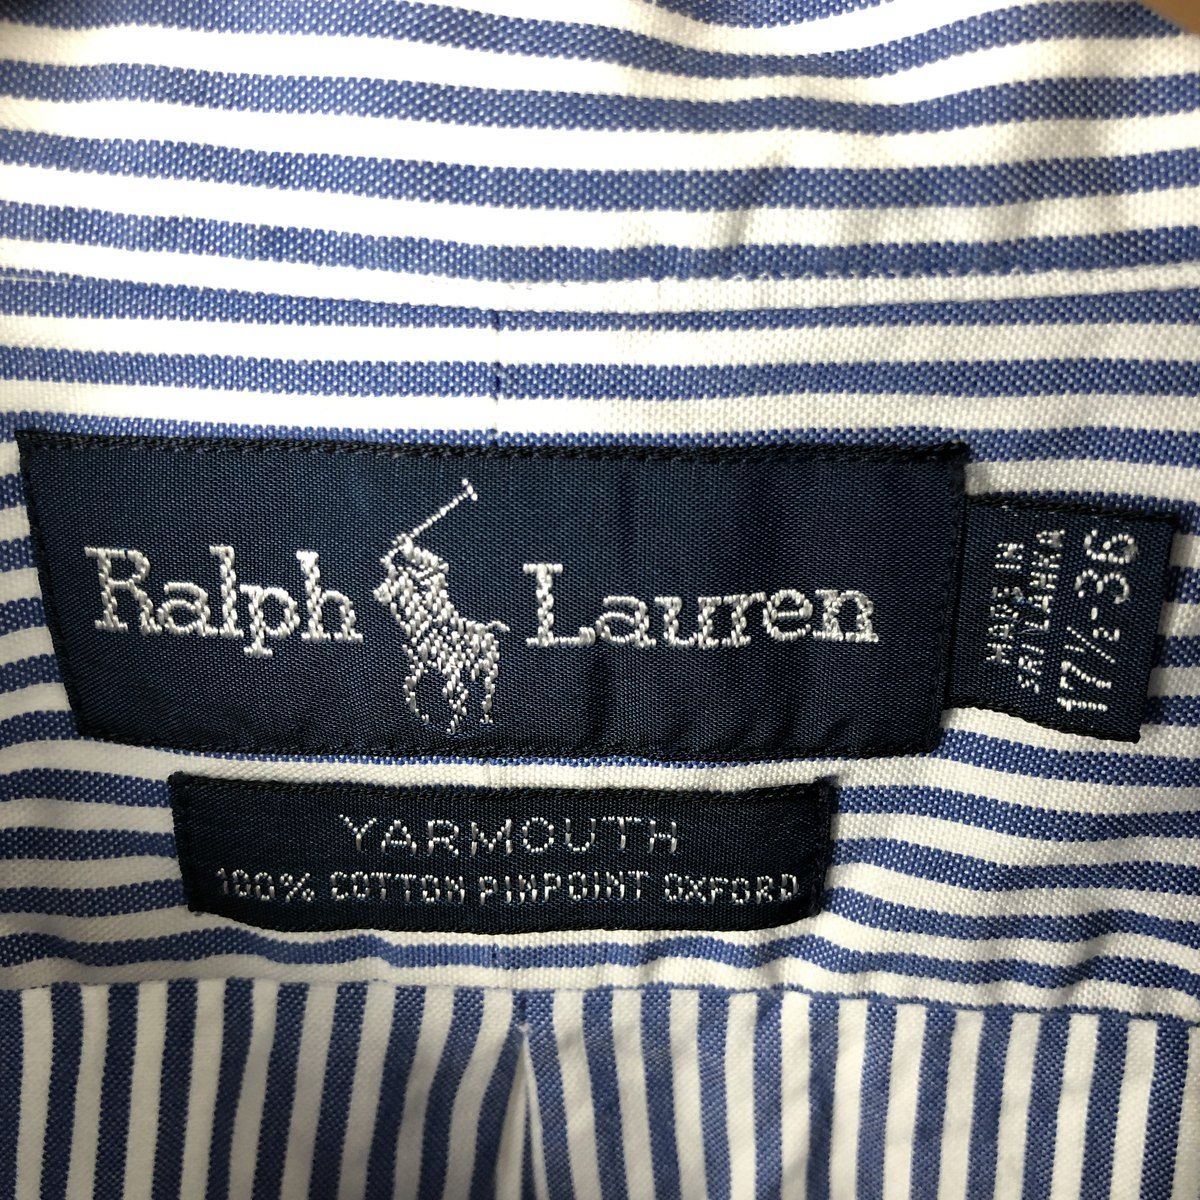 Ralph Lauren
MADE IN
SRI LANKA
17½-36
YARMOUTH
100% COTTON PINPOINT OXFORD